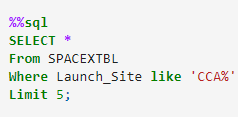 %%sql
SELECT *
From SPACEXTBL
Where Launch_Site like 'CCA%'
Limit 5;